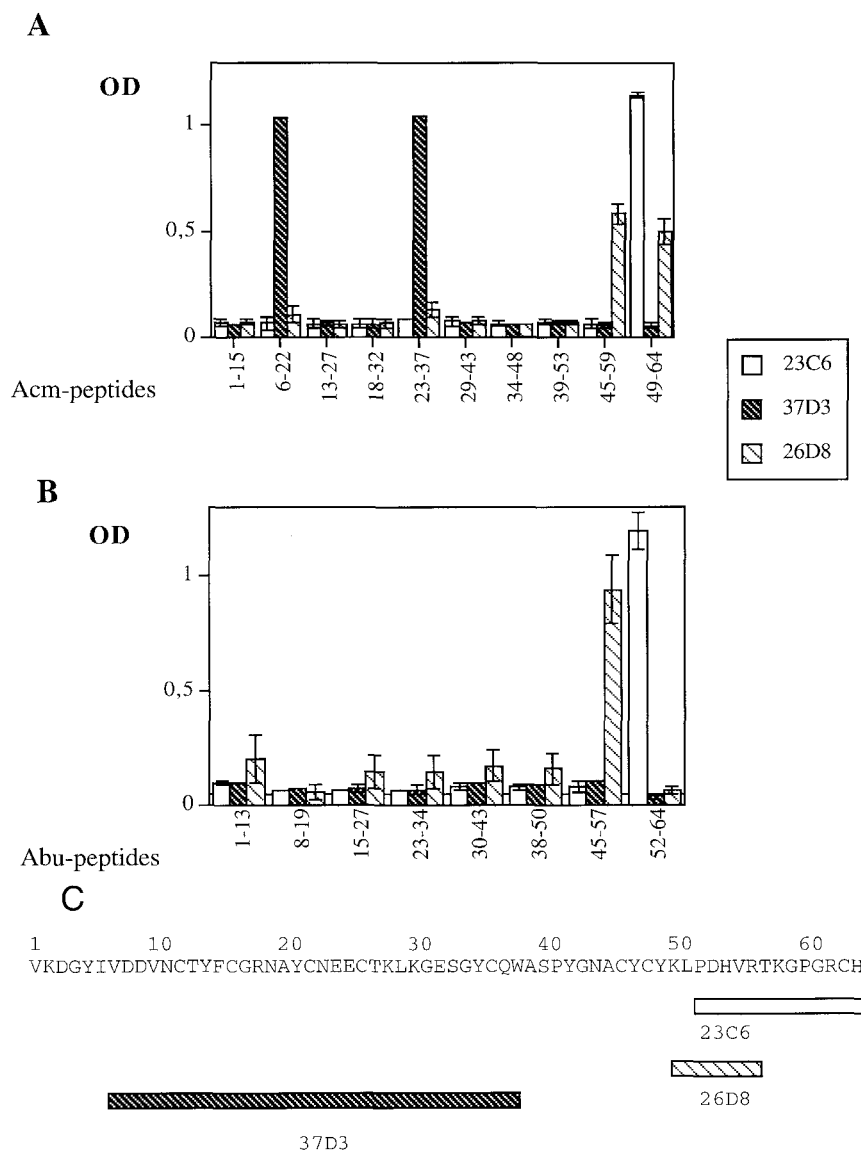 A
OD
1
0,5
0
Acm-peptides
1-15
6-22
13-27
18-32
23-37
29-43
34-48
39-53
45-59
49-64
23C6
37D3
26D8
B
OD
1
0,5
0
Abu-peptides
1-13
8-19
15-27
23-34
30-43
38-50
45-57
52-64
C
1 10 20 30 40 50 60
VKDGYIVDDVNCTYFCGRNAYCNEECTKLKGESGYCQWASPYGNACYCYKLPDHVRTKGPGRCH
23C6
26D8
37D3